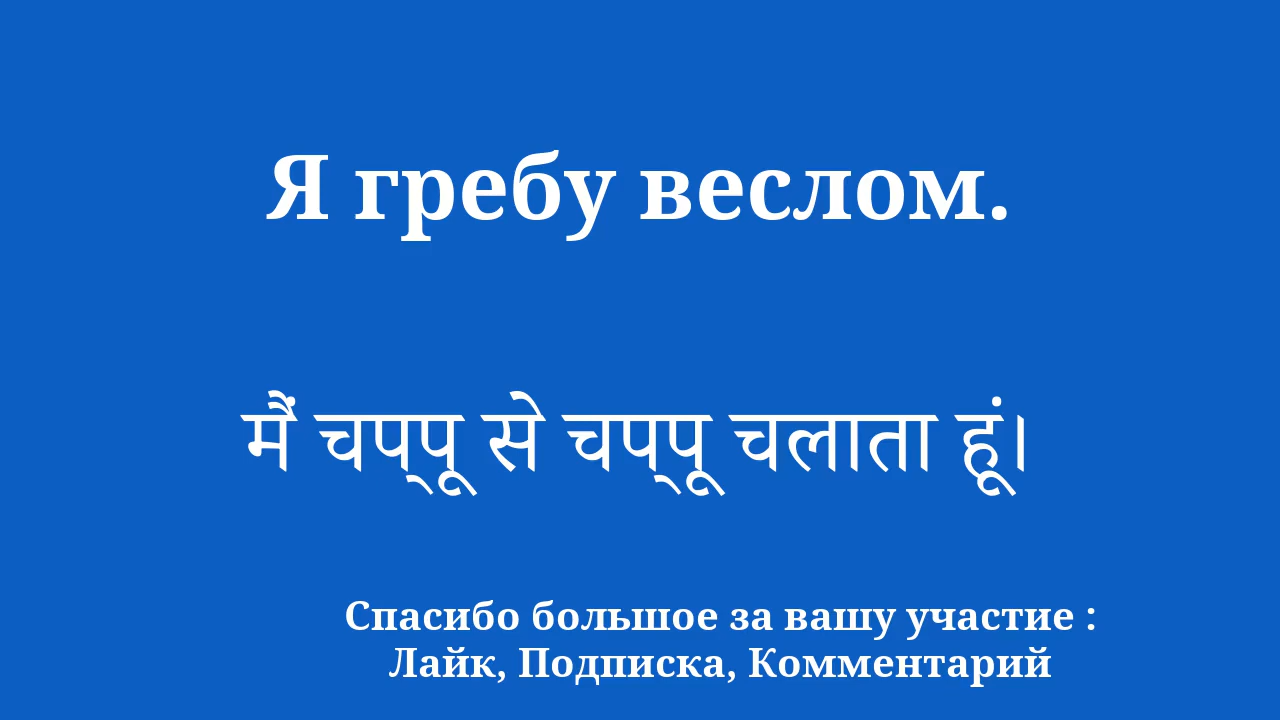 Я гребу веслом.
मैं चप्पू से चप्पू चलाता हूं।
Спасибо большое за вашу участие :
Лайк, Подписка, Комментарий